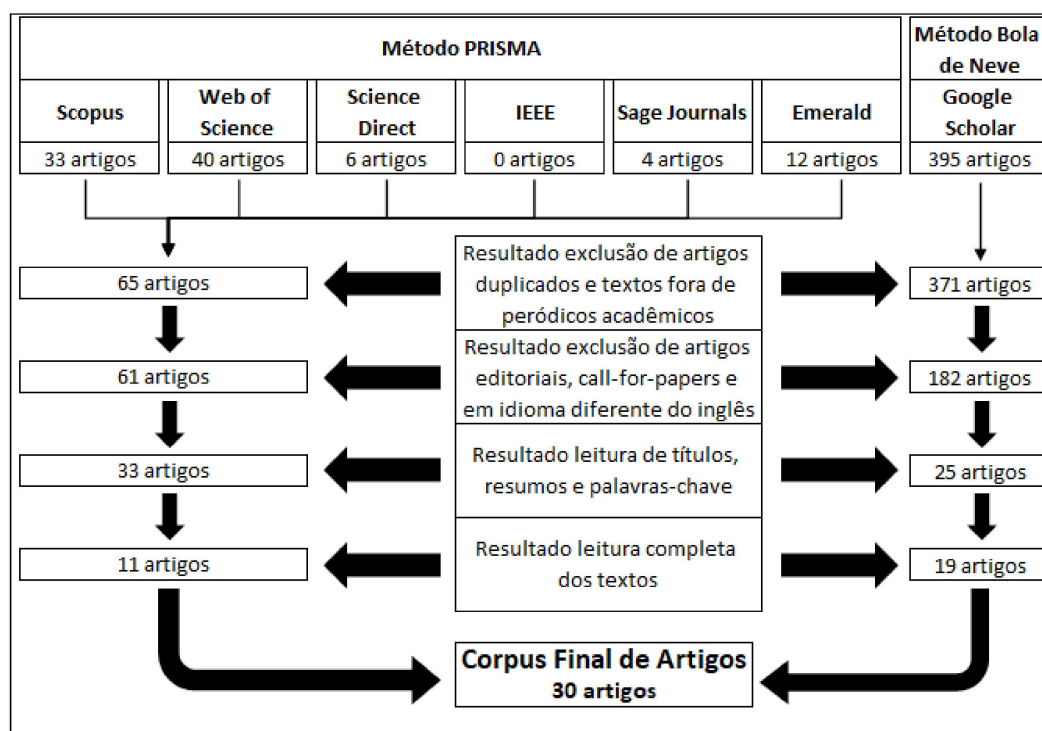 Método PRISMA
Método Bola
de Neve
Scopus
Web of
Science
Science
Direct
IEEE
Sage Journals
Emerald
Google
Scholar
33 artigos
40 artigos
6 artigos
0 artigos
4 artigos
12 artigos
395 artigos
65 artigos
Resultado exclusão de artigos
duplicados e textos fora de
peródicos acadêmicos
371 artigos
61 artigos
Resultado exclusão de artigos
editoriais, call-for-papers e
em idioma diferente do inglês
182 artigos
33 artigos
Resultado leitura de títulos,
resumos e palavras-chave
25 artigos
11 artigos
Resultado leitura completa
dos textos
19 artigos
Corpus Final de Artigos
30 artigos